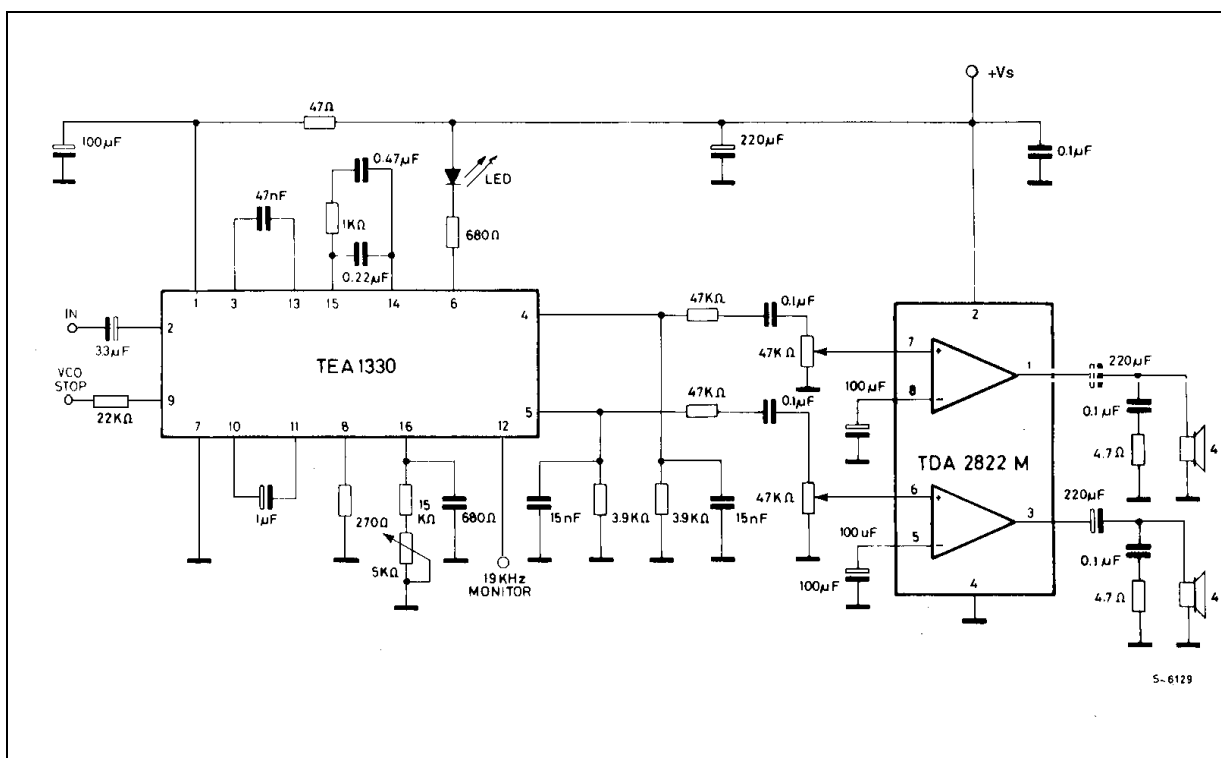 +Vs
47Ω
100µF
220µF
0.1µF
0.47µF
LED
47nF
1KΩ
680Ω
0.22µF
1
3
13
15
14
6
IN
2
3.3µF
TEA 1330
VCO
STOP
22KΩ
9
7
10
11
8
16
12
4
5
1µF
270Ω
15
KΩ
680Ω
5KΩ
19KHz
MONITOR
47KΩ
0.1µF
47KΩ
47KΩ
0.1µF
47KΩ
15nF
3.9KΩ
3.9KΩ
15nF
2
7
+
1
100µF
8
-
TDA 2822 M
6
+
3
100uF
5
-
100µF
4
220µF
0.1µF
4.7Ω
4
220µF
0.1µF
4.7Ω
4
S-6129